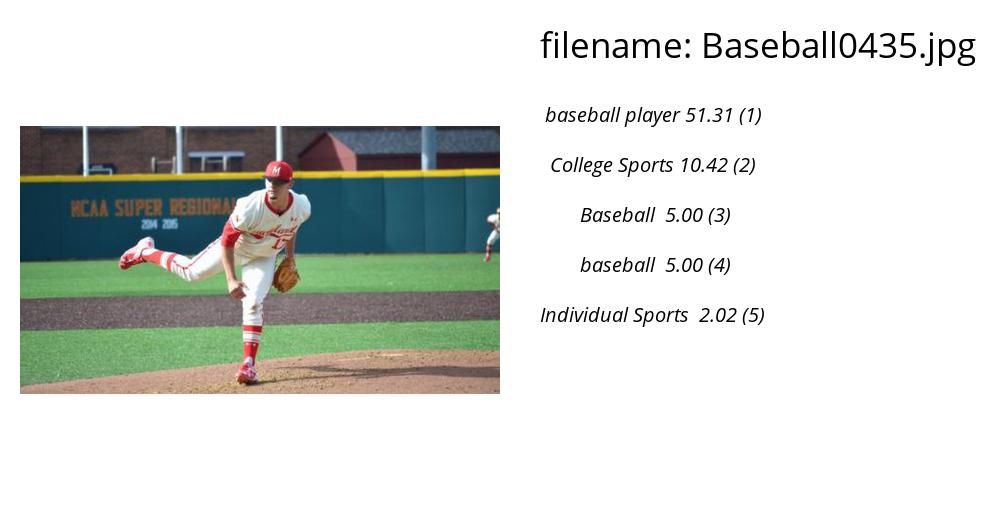 filename: Baseball0435.jpg
baseball player 51.31 (1)
College Sports 10.42 (2)
Baseball 5.00 (3)
baseball 5.00 (4)
Individual Sports 2.02 (5)
M
NCAA SUPER REGIONAL
2014 2015